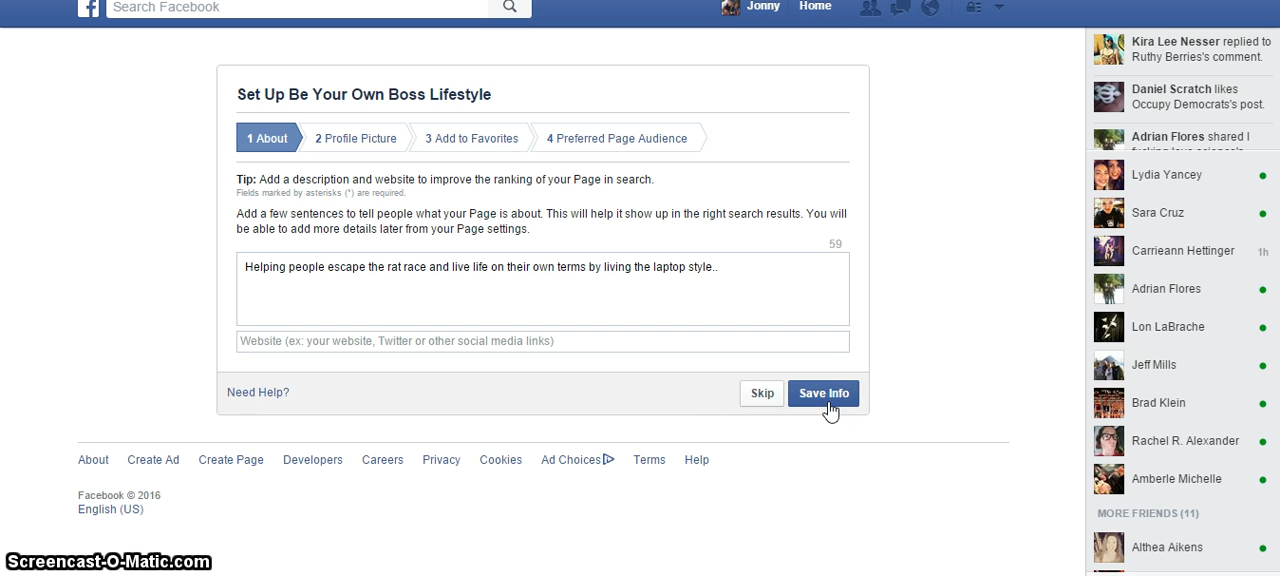 Search Facebook
Jonny
Home
Set Up Be Your Own Boss Lifestyle
1 About
2 Profile Picture
3 Add to Favorites
4 Preferred Page Audience
Tip: Add a description and website to improve the ranking of your Page in search.
Fields marked by asterisks (*) are required.
Add a few sentences to tell people what your Page is about. This will help it show up in the right search results. You will
be able to add more details later from your Page settings.
59
Helping people escape the rat race and live life on their own terms by living the laptop style..
Website (ex: your website, Twitter or other social media links)
Need Help?
Skip
Save Info
About
Create Ad
Create Page
Developers
Careers
Privacy
Cookies
Ad Choices
Terms
Help
Facebook © 2016
English (US)
Kira Lee Nesser replied to
Ruthy Berries's comment.
Daniel Scratch likes
Occupy Democrats's post.
Adrian Flores shared I
Lydia Yancey
Sara Cruz
Carrieann Hettinger
1h
Adrian Flores
Lon LaBrache
Jeff Mills
Brad Klein
Rachel R. Alexander
Amberle Michelle
MORE FRIENDS (11)
Althea Aikens
Screencast-O-Matic.com